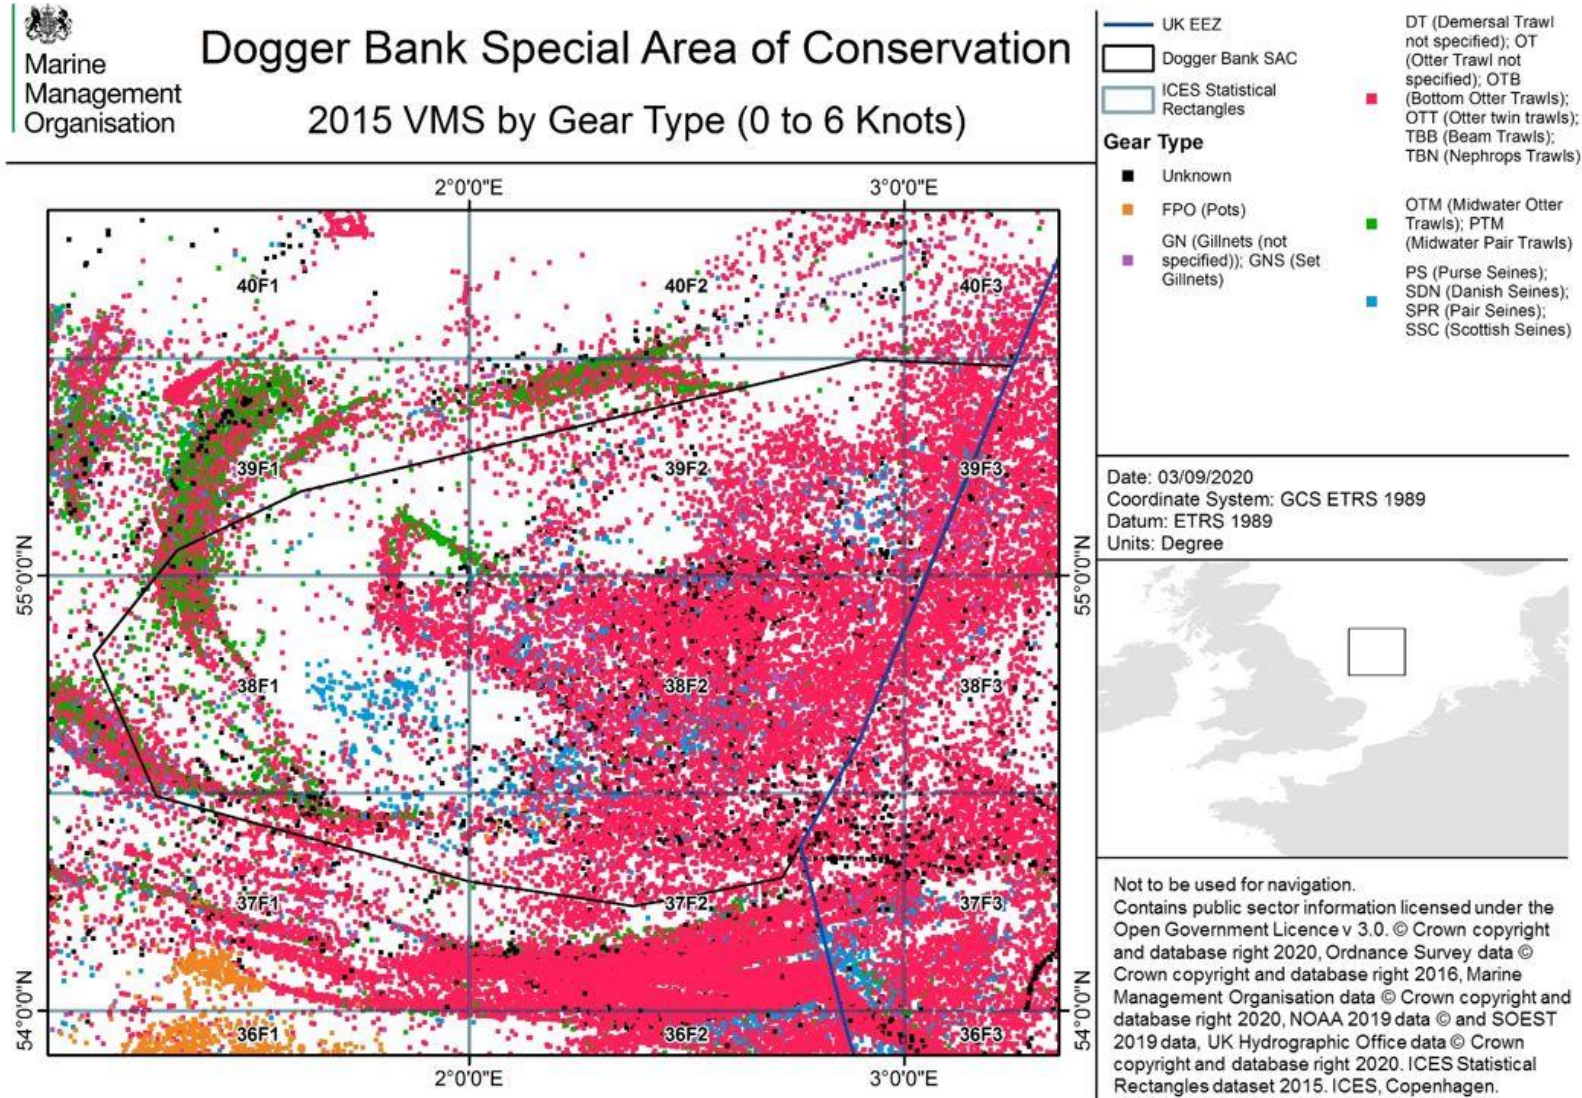 Marine
Management
Organisation
Dogger Bank Special Area of Conservation
2015 VMS by Gear Type (0 to 6 Knots)
UK EEZ
Dogger Bank SAC
ICES Statistical
Rectangles
Gear Type
Unknown
FPO (Pots)
GN (Gillnets (not
specified)); GNS (Set
Gillnets)
DT (Demersal Trawl
not specified); OT
(Otter Trawl not
specified); OTB
(Bottom Otter Trawls);
OTT (Otter twin trawls);
TBB (Beam Trawls);
TBN (Nephrops Trawls)
OTM (Midwater Otter
Trawls); PTM
(Midwater Pair Trawls)
PS (Purse Seines);
SDN (Danish Seines);
SPR (Pair Seines);
SSC (Scottish Seines)
2°0'0"E 3°0'0"E
40F1 40F2 40F3
39F1 39F2 39F3
55°0'0"N 55°0'0"N
38F1 38F2 38F3
37F1 37F2 37F3
54°0'0"N 54°0'0"N
36F1 36F2 36F3
2°0'0"E 3°0'0"E
Date: 03/09/2020
Coordinate System: GCS ETRS 1989
Datum: ETRS 1989
Units: Degree
Not to be used for navigation.
Contains public sector information licensed under the
Open Government Licence v 3.0. © Crown copyright
and database right 2020, Ordnance Survey data ©
Crown copyright and database right 2016, Marine
Management Organisation data © Crown copyright and
database right 2020, NOAA 2019 data © and SOEST
2019 data, UK Hydrographic Office data © Crown
copyright and database right 2020. ICES Statistical
Rectangles dataset 2015. ICES, Copenhagen.